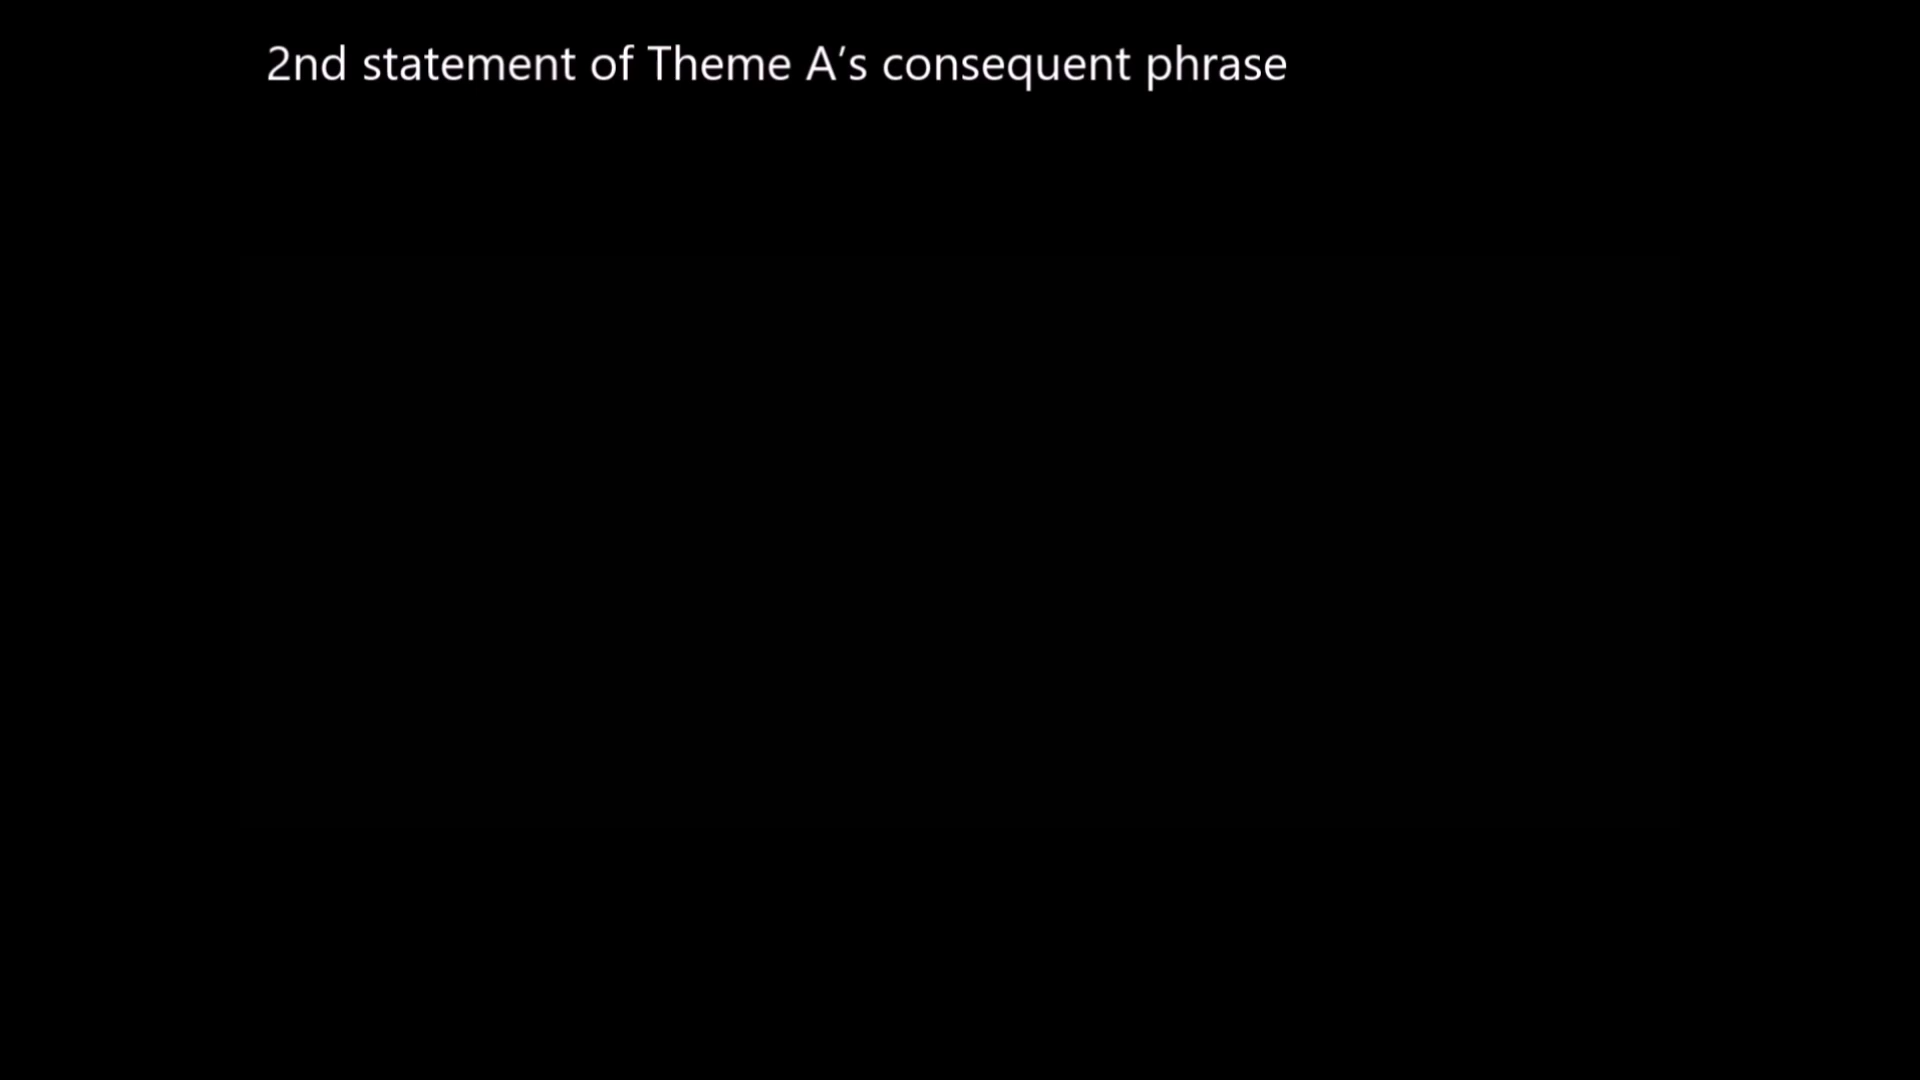 2nd statement of Theme A’s consequent phrase